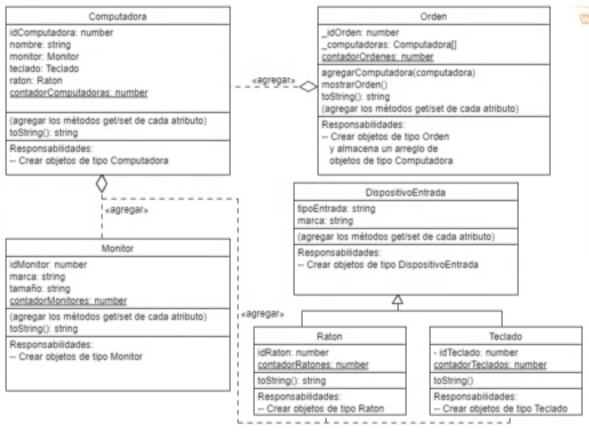 Computadora
idComputadora: number
nombre: string
monitor: Monitor
teclado: Teclado
raton: Raton
contadorComputadoras: number
(agregar los métodos get/set de cada atributo)
toString(): string
Responsabilidades:
-- Crear objetos de tipo Computadora
«agregar»
Orden
_idOrden: number
_computadoras: Computadora[]
contadorOrdenes: number
agregarComputadora(computadora)
mostrarOrden()
toString(): string
(agregar los métodos get/set de cada atributo)
Responsabilidades:
-- Crear objetos de tipo Orden
y almacena un arreglo de
objetos de tipo Computadora
«agregar»
DispositivoEntrada
tipoEntrada: string
marca: string
(agregar los métodos get/set de cada atributo)
Responsabilidades:
-- Crear objetos de tipo DispositivoEntrada
Monitor
idMonitor: number
marca: string
tamaño: string
contadorMonitores: number
(agregar los métodos get/set de cada atributo)
toString(): string
Responsabilidades:
-- Crear objetos de tipo Monitor
«agregar»
Raton
idRaton: number
contadorRatones: number
toString(): string
Responsabilidades:
-- Crear objetos de tipo Raton
Teclado
- idTeclado: number
contadorTeclados: number
toString()
Responsabilidades:
-- Crear objetos de tipo Teclado